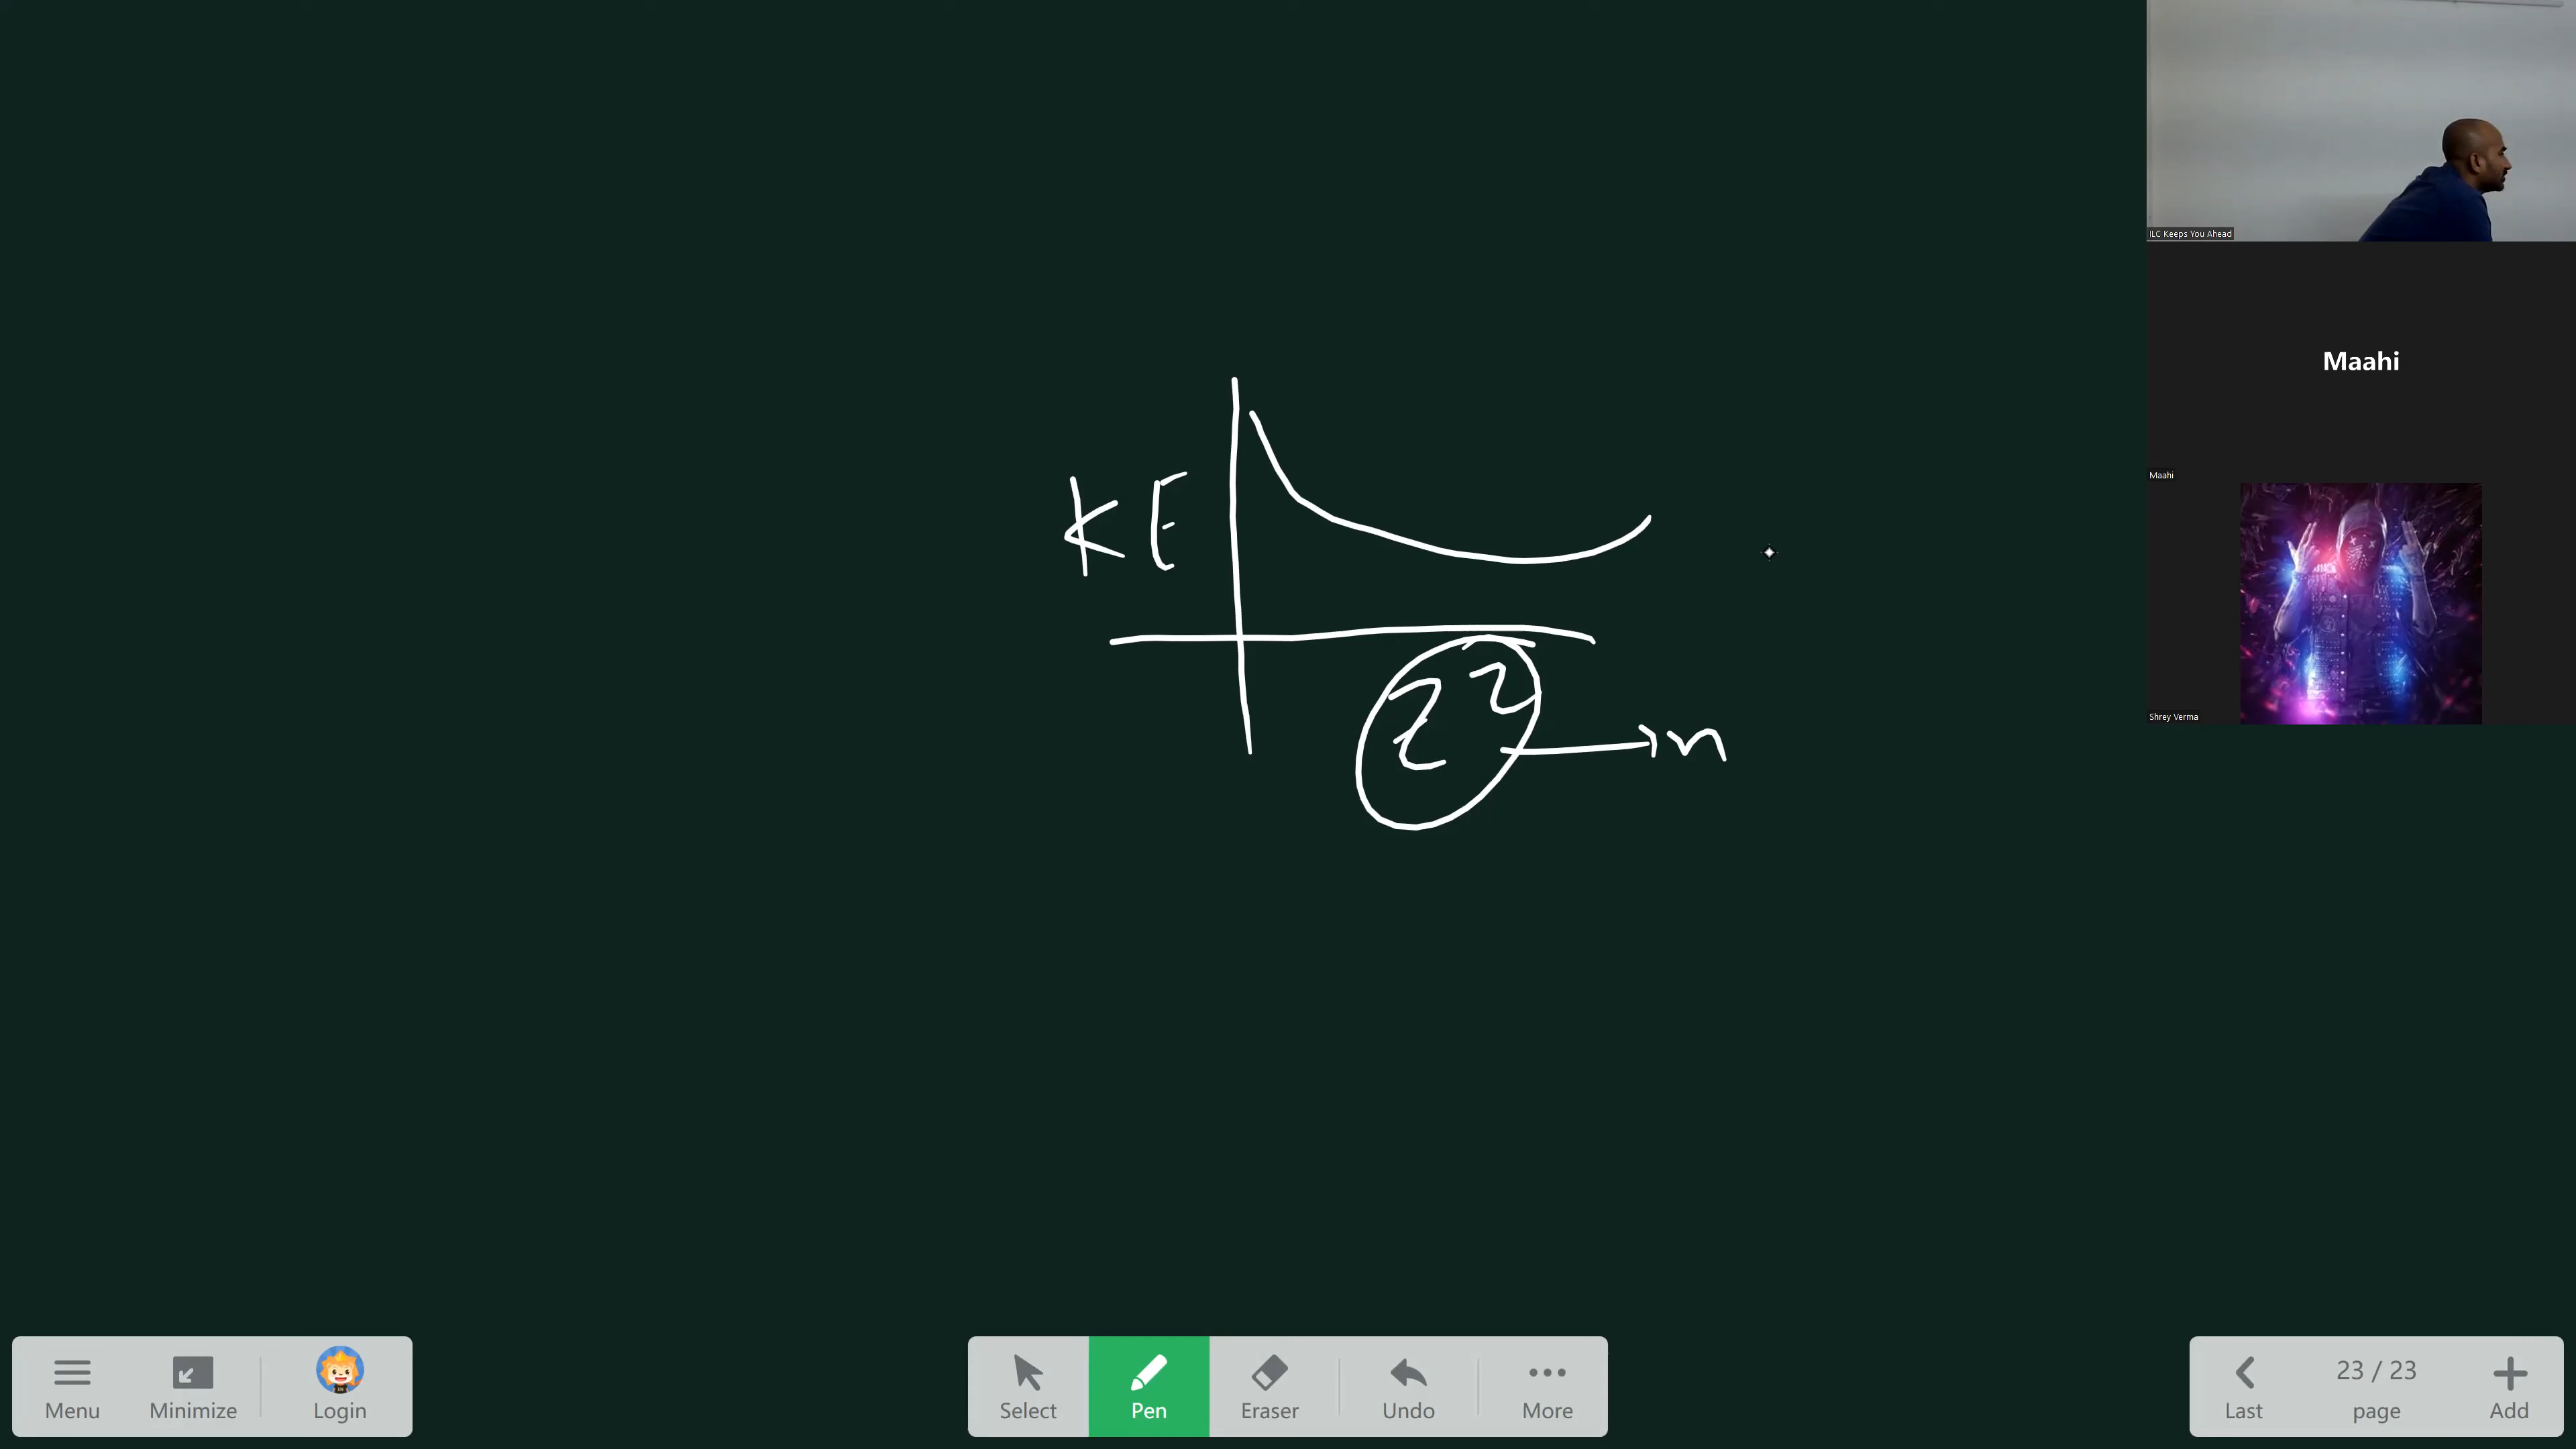 ILC Keeps You Ahead
Maahi
Maahi
KE
Shrey Verma
Menu
Minimize
Login
Select
Pen
Eraser
Undo
More
Last
23 / 23
page
Add